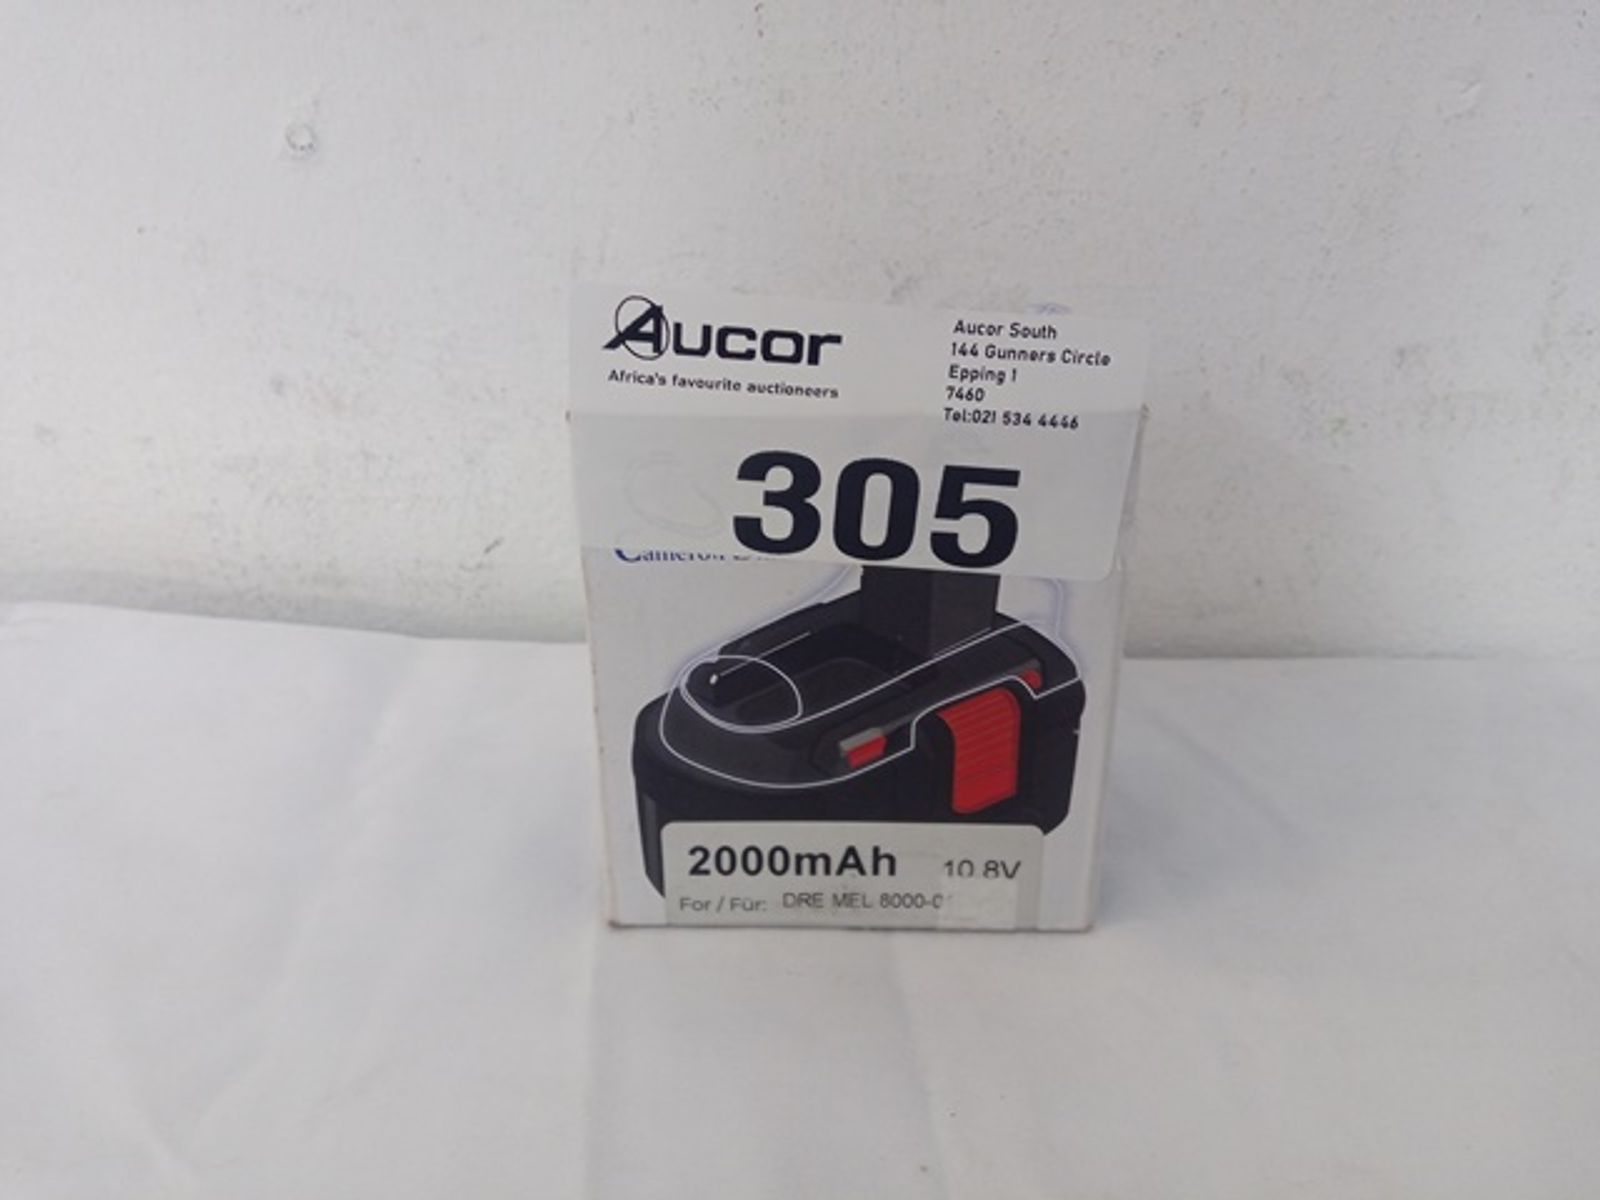 Aucor
Africa's favourite auctioneers
Aucor South
144 Gunners Circle
Epping 1
7460
Tel:021 534 4446
305
Cameron
2000mAh 10.8V
For / Für: DRE MEL 8000-0